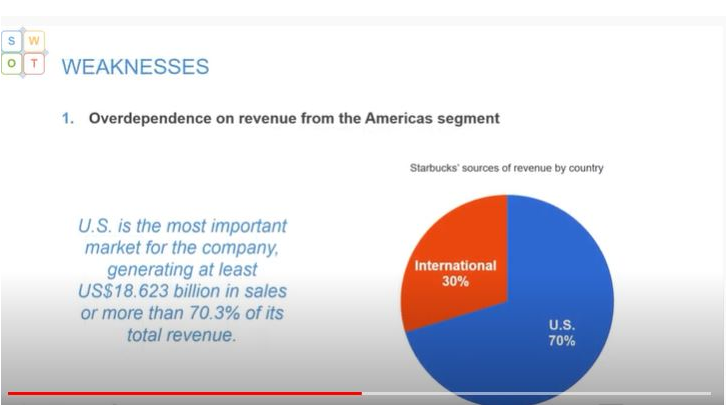 S W
O T
WEAKNESSES
1. Overdependence on revenue from the Americas segment
Starbucks' sources of revenue by country
U.S. is the most important
market for the company,
generating at least
US$18.623 billion in sales
or more than 70.3% of its
total revenue.
International
30%
U.S.
70%